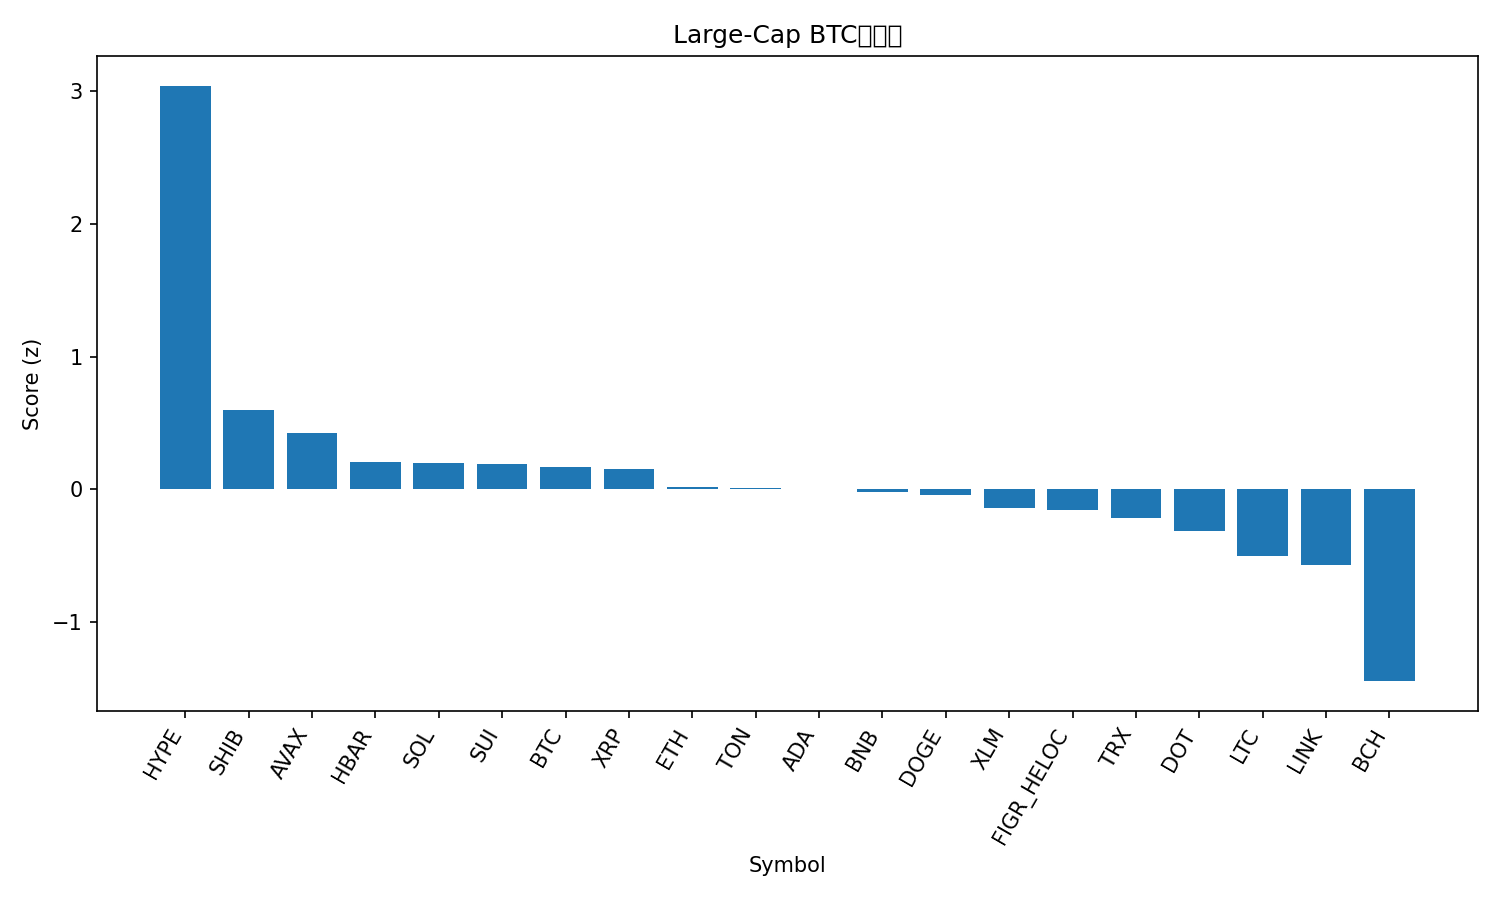 Large-Cap BTC
3
2
1
0
−1
Score (z)
HYPE
SHIB
AVAX
HBAR
SOL
SUI
BTC
XRP
ETH
TON
ADA
BNB
DOGE
XLM
FIGR_HELOC
TRX
DOT
LTC
LINK
BCH
Symbol